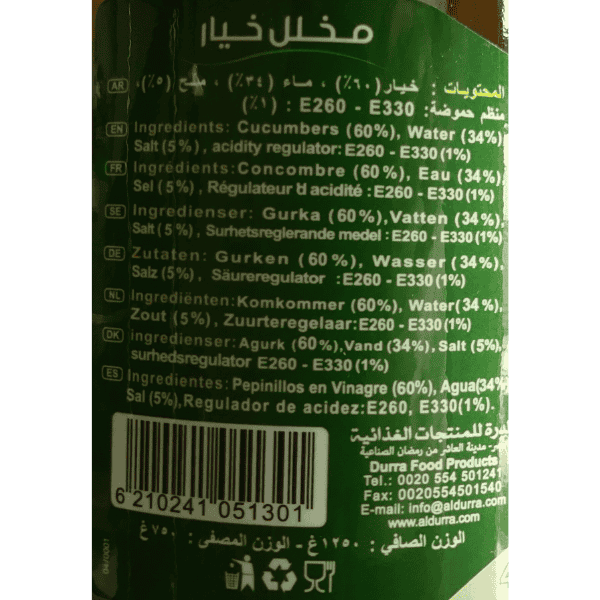 مخلل خيار
AR المحتويات : خيار(٦٠٪) ، ماء (٣٤٪) ، ملح (٥٪)،
منظم حموضة: E260 - E330 : (١٪)
EN Ingredients: Cucumbers (60%), Water (34%)
Salt (5%) , acidity regulator: E260 - E330 (1%)
FR Ingrédients: Concombre (60%), Eau (34%)
Sel (5%) , Régulateur d acidité : E260 - E330 (1%)
SE Ingredienser: Gurka (60%),Vatten (34%),
Salt (5%) , Surhetsreglerande medel : E260 - E330 (1%)
DE Zutaten: Gurken (60%), Wasser (34%),
Salz (5%) , Säureregulator :E260 - E330 (1%)
NL Ingrediënten:Komkommer (60%), Water(34%),
Zout (5%) , Zuurteregelaar:E260 - E330 (1%)
DK ingredienser: Agurk (60%),Vand (34%), Salt (5%),
surhedsregulator E260 - E330 (1%)
ES Ingredientes: Pepinillos en Vinagre (60%), Agua(34%
Sal (5%),Regulador de acidez:E260, E330(1%).
درة للمنتجات الغذائية
مصر- مدينة العاشر من رمضان الصناعية
Durra Food Products
Tel.: 0020 554 501241
Fax: 0020554501540
E-mail: info@aldurra.com
www.aldurra.com
6 210241 051301
الوزن الصافي : ١٢٥٠ غ - الوزن المصفى : ٧٥٠ غ